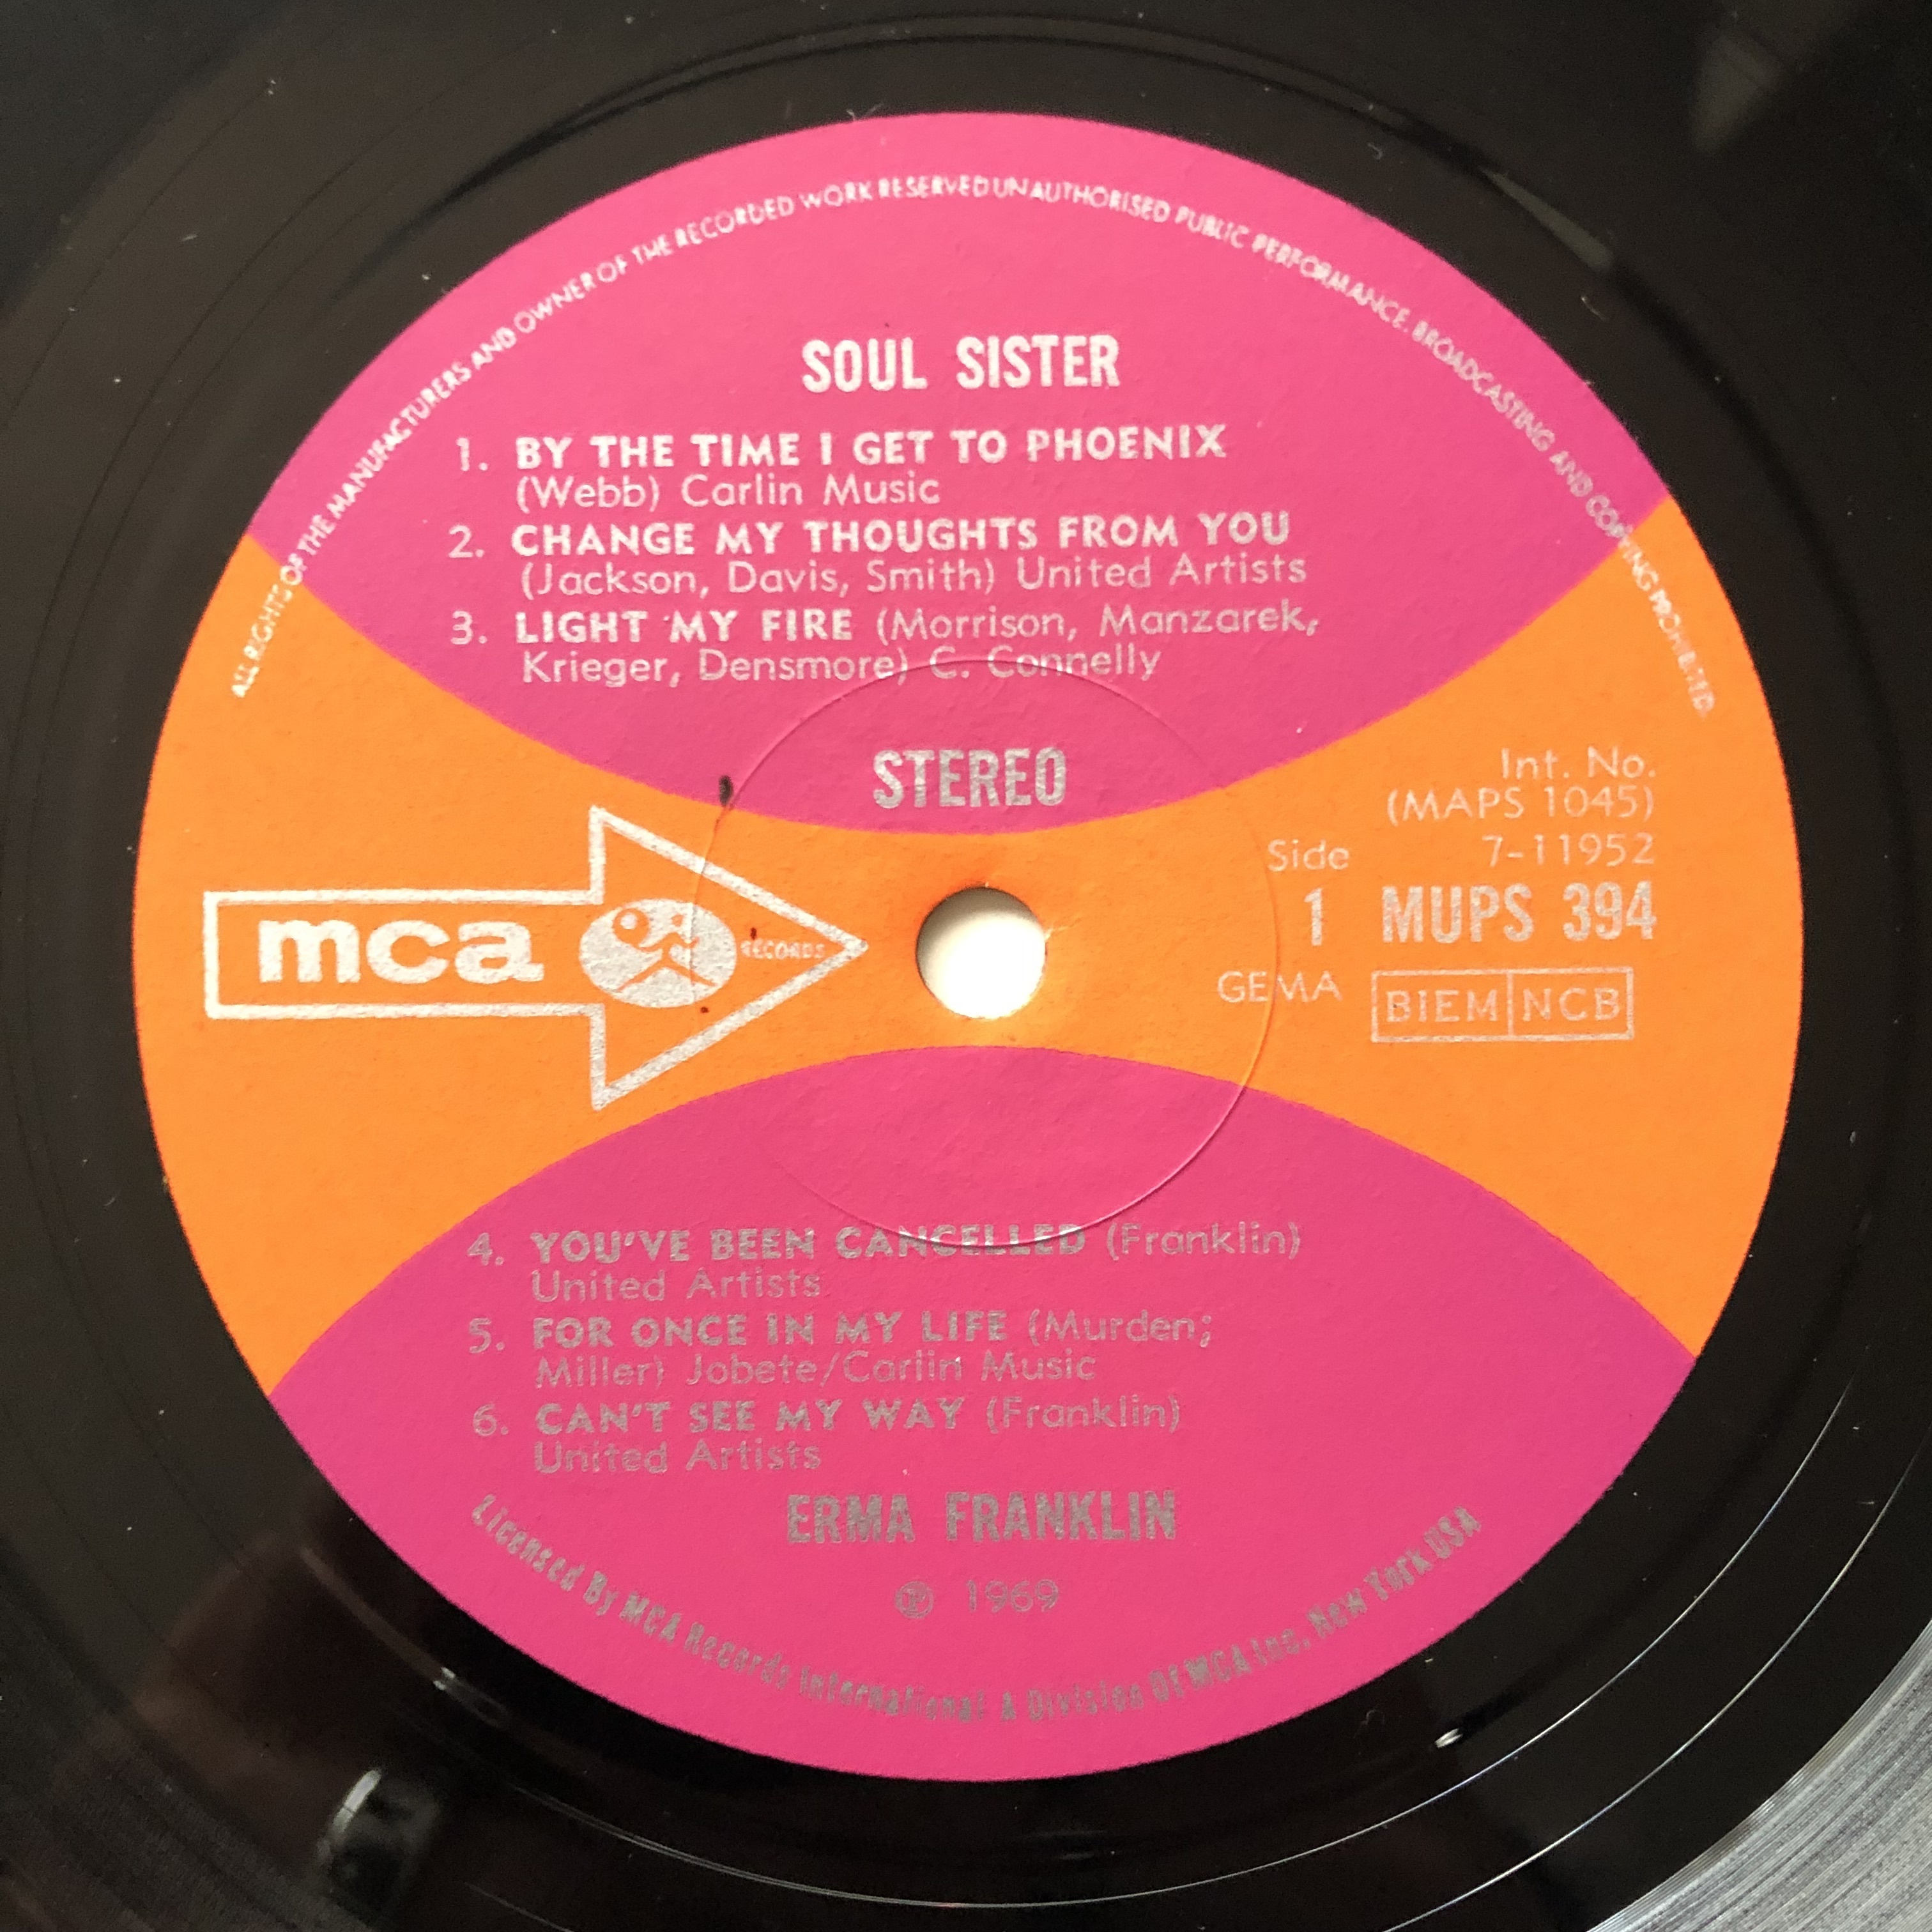 ALL RIGHTS OF THE MANUFACTURERS AND OWNER OF THE RECORDED WORK RESERVED UNAUTHORISED PUBLIC PERFORMANCE. BROADCASTING AND COPYING PROHIBITED.
SOUL SISTER
1. BY THE TIME I GET TO PHOENIX
(Webb) Carlin Music
2. CHANGE MY THOUGHTS FROM YOU
(Jackson, Davis, Smith) United Artists
3. LIGHT MY FIRE (Morrison, Manzarek,
Krieger, Densmore) C. Connelly
STEREO
mca RECORDS
Int. No.
(MAPS 1045)
Side 7-11952
1 MUPS 394
GEMA BIEM NCB
4. YOU'VE BEEN CANCELLED (Franklin)
United Artists
5. FOR ONCE IN MY LIFE (Murden;
Miller) Jobete/Carlin Music
6. CAN'T SEE MY WAY (Franklin)
United Artists
ERMA FRANKLIN
℗ 1969
Licensed By MCA Records International A Division Of MCA Inc. New York USA